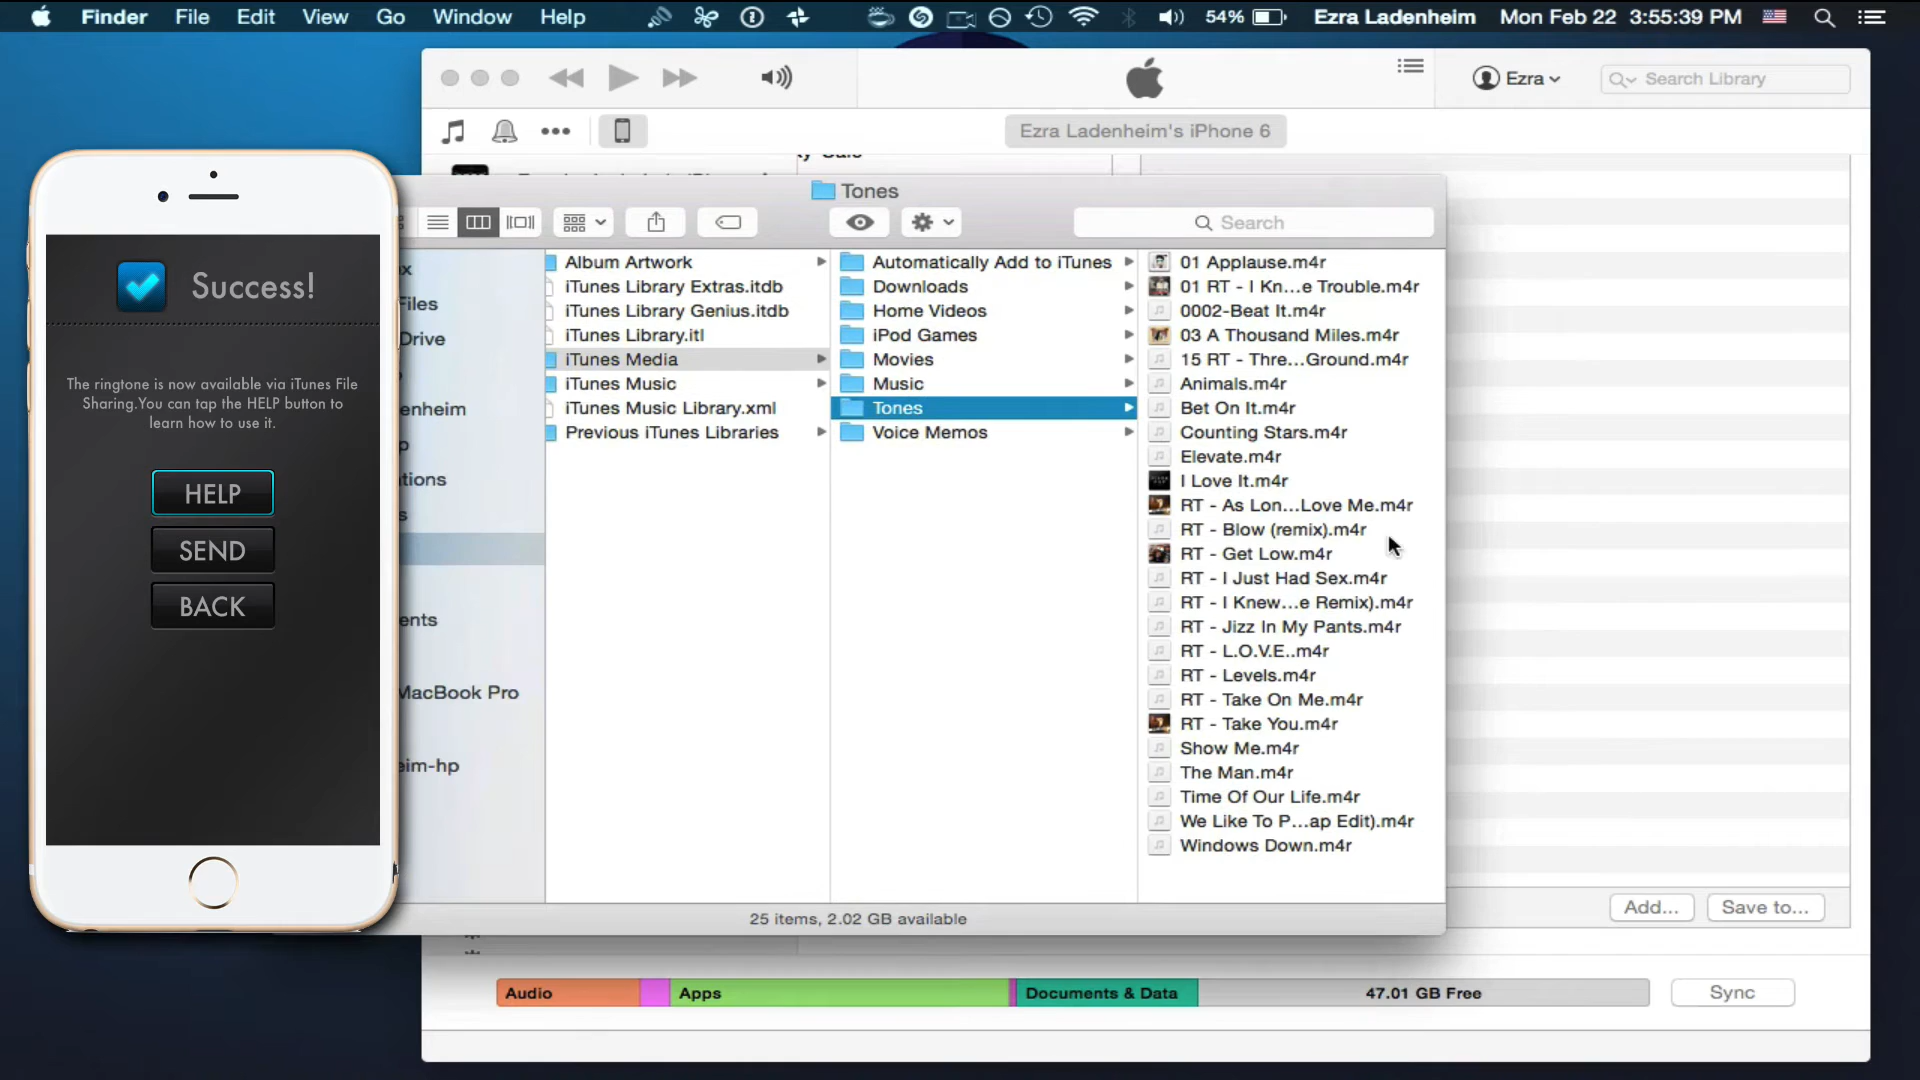 Finder File Edit View Go Window Help 54% Ezra Ladenheim Mon Feb 22 3:55:39 PM
Ezra Search Library
Ezra Ladenheim's iPhone 6
Tones
Search
Success!
The ringtone is now available via iTunes File
Sharing.You can tap the HELP button to
learn how to use it.
HELP
SEND
BACK
x
Files
Drive
enheim
p
tions
s
ents
MacBook Pro
eim-hp
Album Artwork
iTunes Library Extras.itdb
iTunes Library Genius.itdb
iTunes Library.itl
iTunes Media
iTunes Music
iTunes Music Library.xml
Previous iTunes Libraries
Automatically Add to iTunes
Downloads
Home Videos
iPod Games
Movies
Music
Tones
Voice Memos
01 Applause.m4r
01 RT - I Kn...e Trouble.m4r
0002-Beat It.m4r
03 A Thousand Miles.m4r
15 RT - Thre...Ground.m4r
Animals.m4r
Bet On It.m4r
Counting Stars.m4r
Elevate.m4r
I Love It.m4r
RT - As Lon...Love Me.m4r
RT - Blow (remix).m4r
RT - Get Low.m4r
RT - I Just Had Sex.m4r
RT - I Knew...e Remix).m4r
RT - Jizz In My Pants.m4r
RT - L.O.V.E..m4r
RT - Levels.m4r
RT - Take On Me.m4r
RT - Take You.m4r
Show Me.m4r
The Man.m4r
Time Of Our Life.m4r
We Like To P...ap Edit).m4r
Windows Down.m4r
25 items, 2.02 GB available
Add... Save to...
Audio Apps Documents & Data 47.01 GB Free Sync